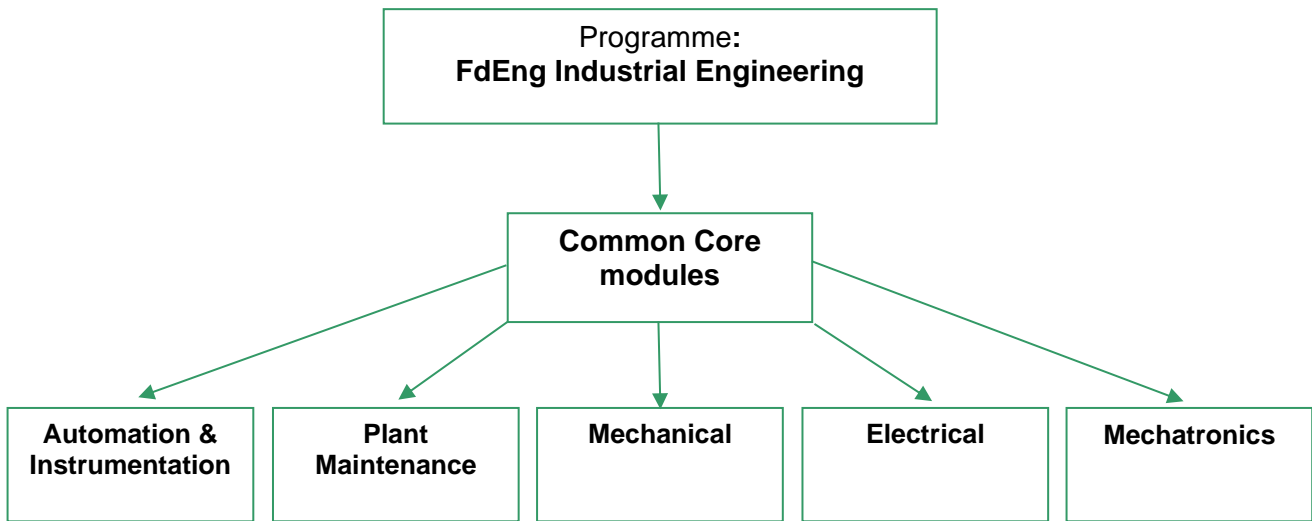 Programme:
FdEng Industrial Engineering
Common Core
modules
Automation &
Instrumentation
Plant
Maintenance
Mechanical
Electrical
Mechatronics